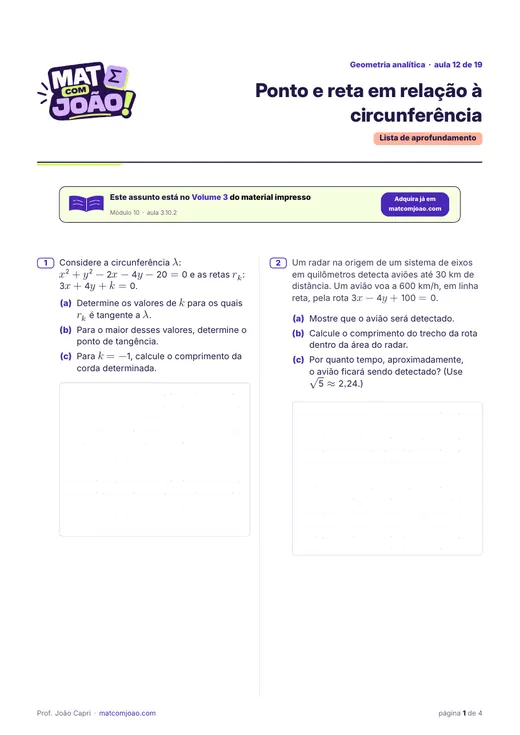 MAT Σ
COM
JOÃO!
Geometria analítica · aula 12 de 19
Ponto e reta em relação à
circunferência
Lista de aprofundamento
Este assunto está no Volume 3 do material impresso
Módulo 10 · aula 3.10.2
Adquira já em
matcomjoao.com
1 Considere a circunferência λ:
x² + y² − 2x − 4y − 20 = 0 e as retas rₖ:
3x + 4y + k = 0.
(a) Determine os valores de k para os quais
rₖ é tangente a λ.
(b) Para o maior desses valores, determine o
ponto de tangência.
(c) Para k = −1, calcule o comprimento da
corda determinada.
2 Um radar na origem de um sistema de eixos
em quilômetros detecta aviões até 30 km de
distância. Um avião voa a 600 km/h, em linha
reta, pela rota 3x − 4y + 100 = 0.
(a) Mostre que o avião será detectado.
(b) Calcule o comprimento do trecho da rota
dentro da área do radar.
(c) Por quanto tempo, aproximadamente,
o avião ficará sendo detectado? (Use
√5 ≈ 2,24.)
Prof. João Capri · matcomjoao.com
página 1 de 4